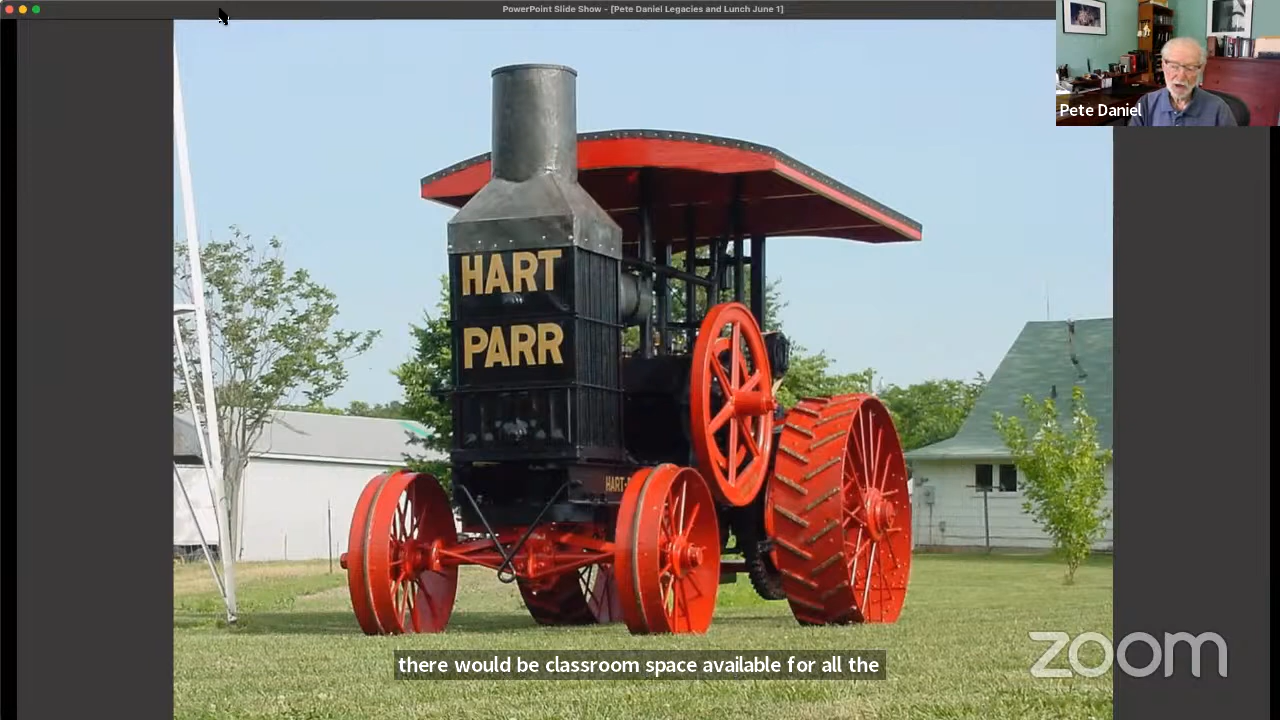 PowerPoint Slide Show - [Pete Daniel Legacies and Lunch June 1]
Pete Daniel
HART
PARR
HART-P
there would be classroom space available for all the
zoom